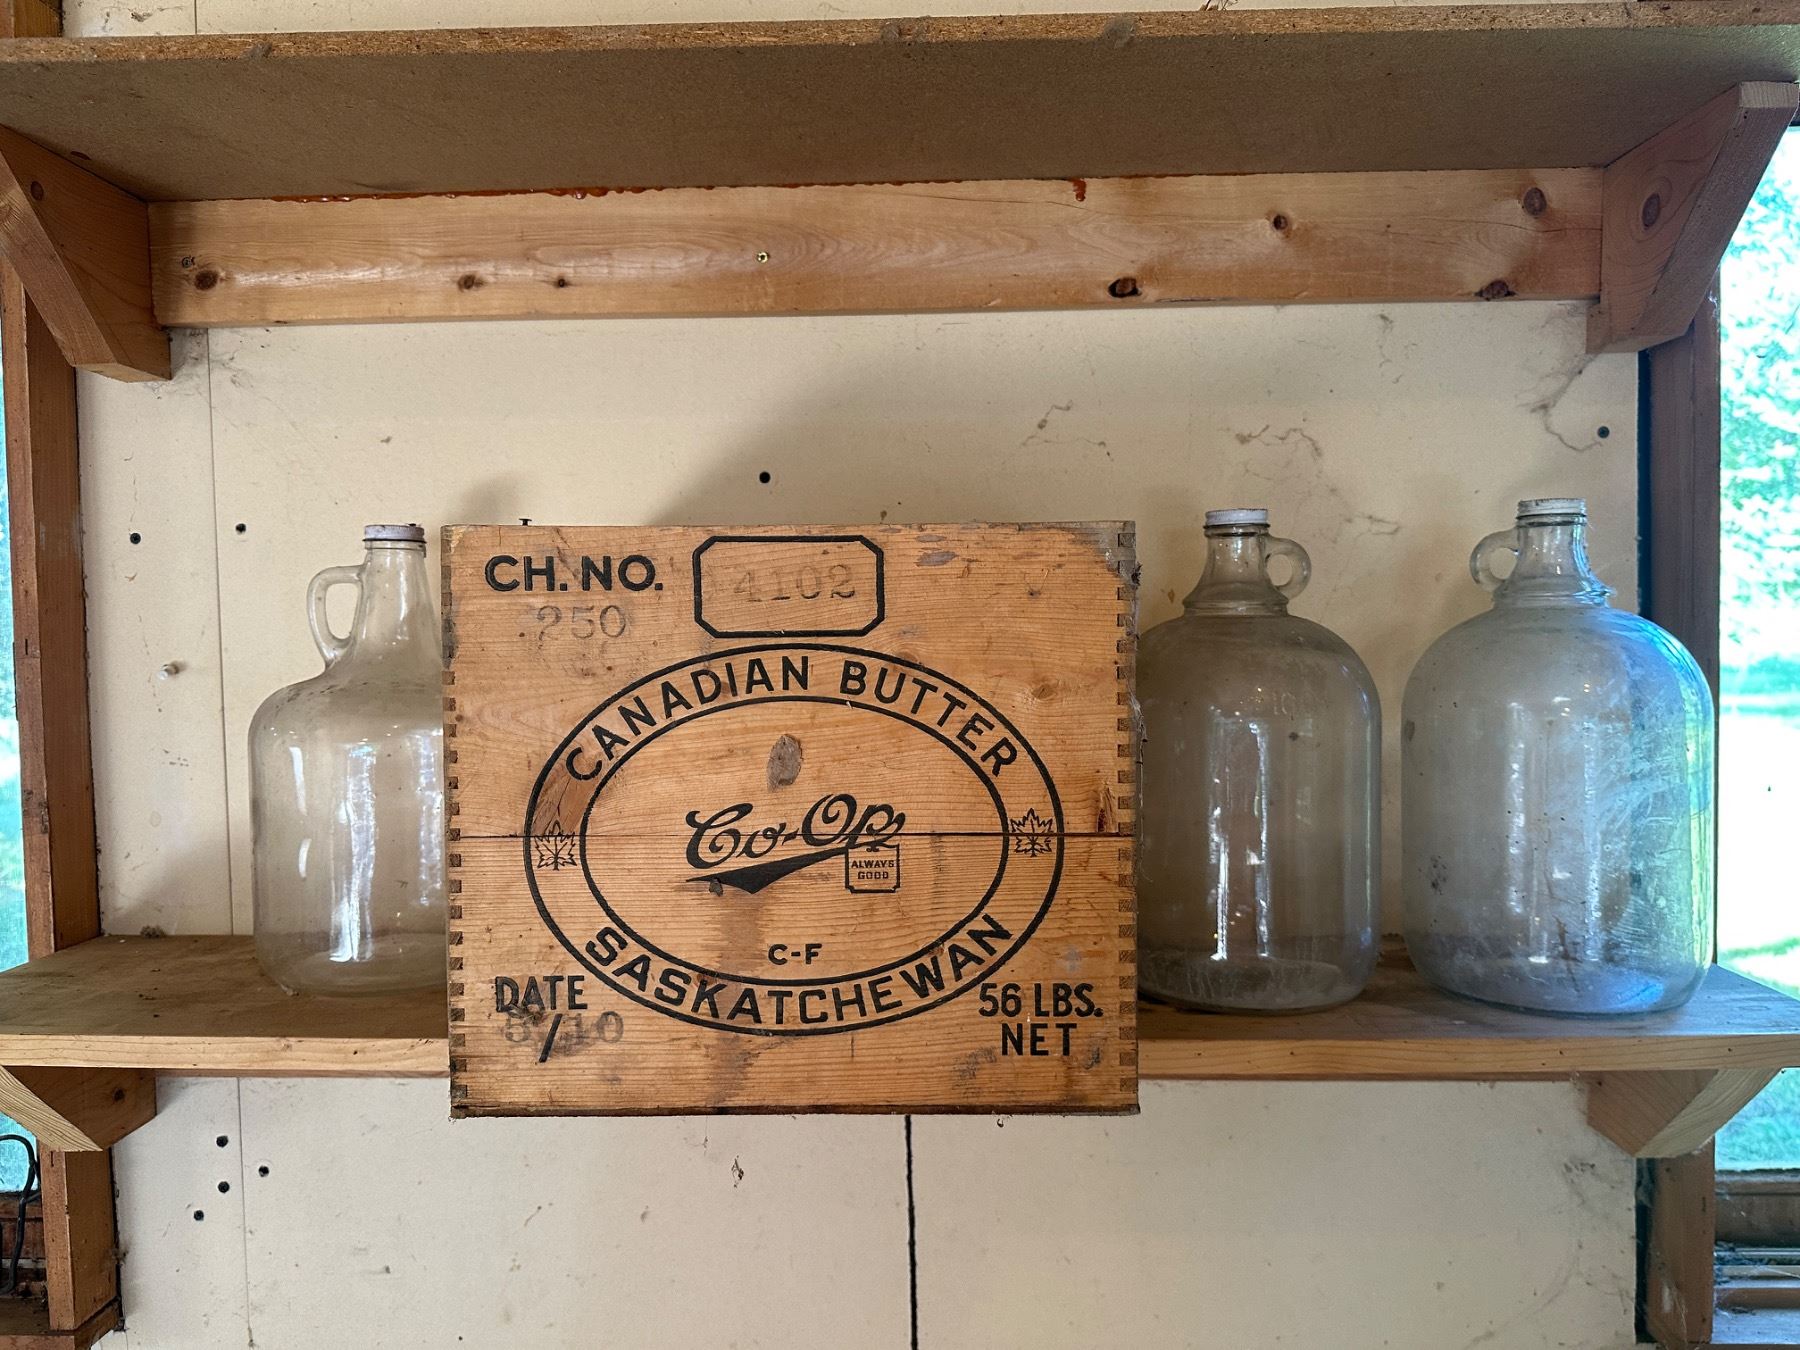 CH. NO. 4102
250
CANADIAN BUTTER
Co-Op
ALWAYS
GOOD
C-F
SASKATCHEWAN
DATE
56 LBS.
NET